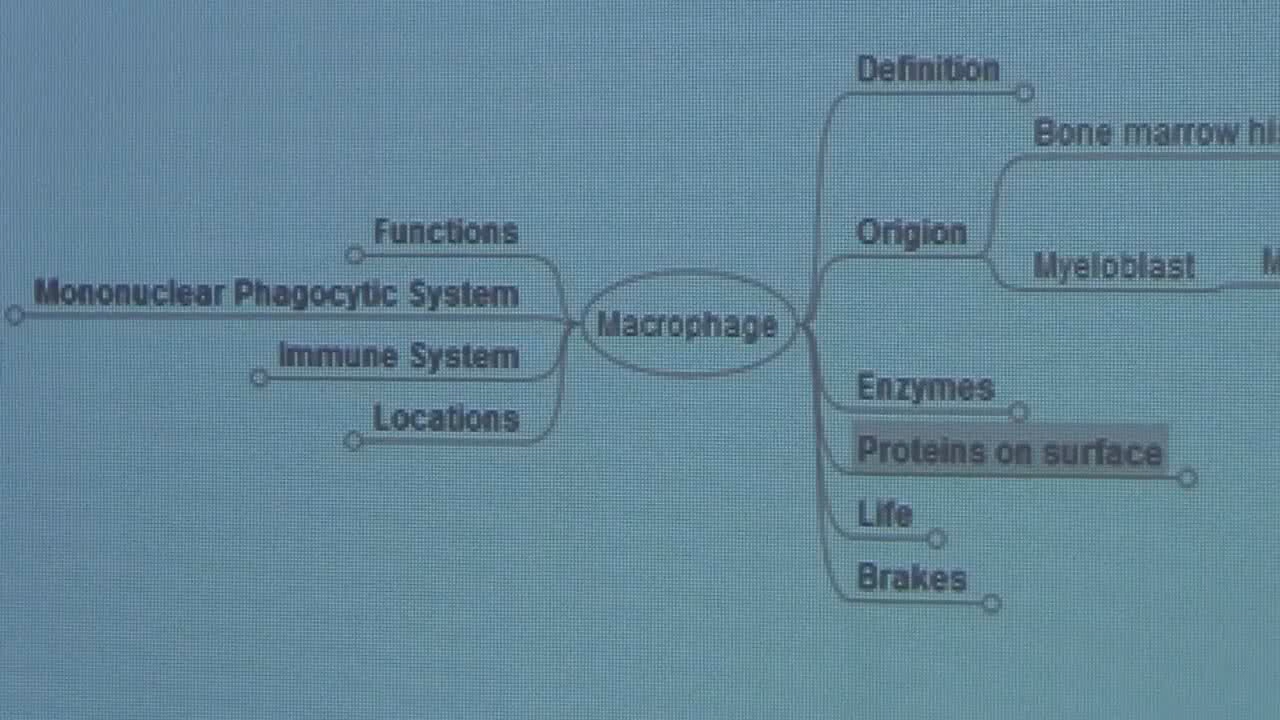 Definition
Bone marrow
Functions
Origion
Mononuclear Phagocytic System
Myeloblast
Macrophage
Immune System
Enzymes
Locations
Proteins on surface
Life
Brakes